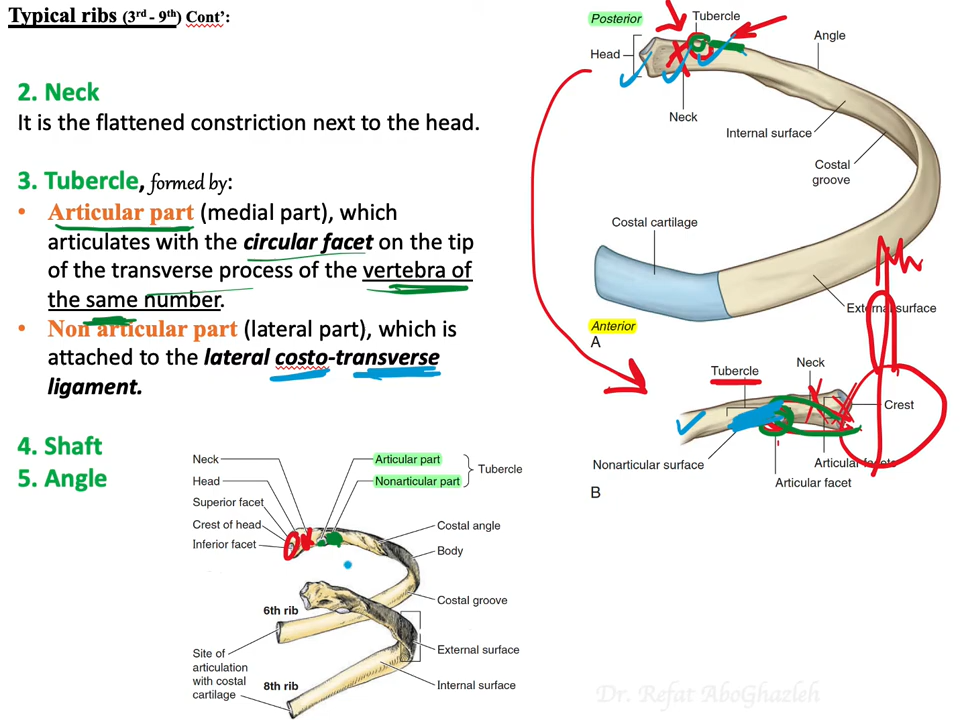 Typical ribs (3rd - 9th) Cont’:
2. Neck
It is the flattened constriction next to the head.
3. Tubercle, formed by:
• Articular part (medial part), which
articulates with the circular facet on the tip
of the transverse process of the vertebra of
the same number.
• Non articular part (lateral part), which is
attached to the lateral costo-transverse
ligament.
4. Shaft
5. Angle
Posterior
Tubercle
Angle
Head
Neck
Internal surface
Costal
groove
Costal cartilage
External surface
Anterior
A
Neck
Tubercle
Crest
Nonarticular surface
Articular facets
Articular facet
B
Neck
Articular part
Tubercle
Head
Nonarticular part
Superior facet
Crest of head
Costal angle
Inferior facet
Body
Costal groove
6th rib
External surface
Site of
articulation
with costal
cartilage
8th rib
Internal surface
Dr. Refat AboGhazleh